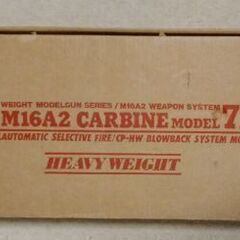 WEIGHT MODELGUN SERIES / M16A2 WEAPON SYSTEM
M16A2 CARBINE MODEL 7
AUTOMATIC SELECTIVE FIRE/CP-HW BLOWBACK SYSTEM MO
HEAVY WEIGHT